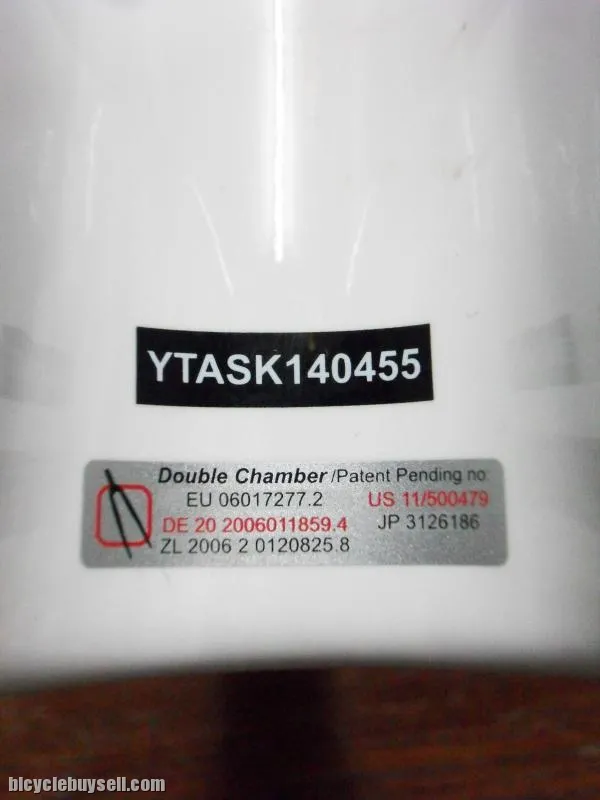 YTASK140455
Double Chamber /Patent Pending no
EU 06017277.2 US 11/500479
DE 20 2006011859.4 JP 3126186
ZL 2006 2 0120825.8
bIcyclebuysell.com